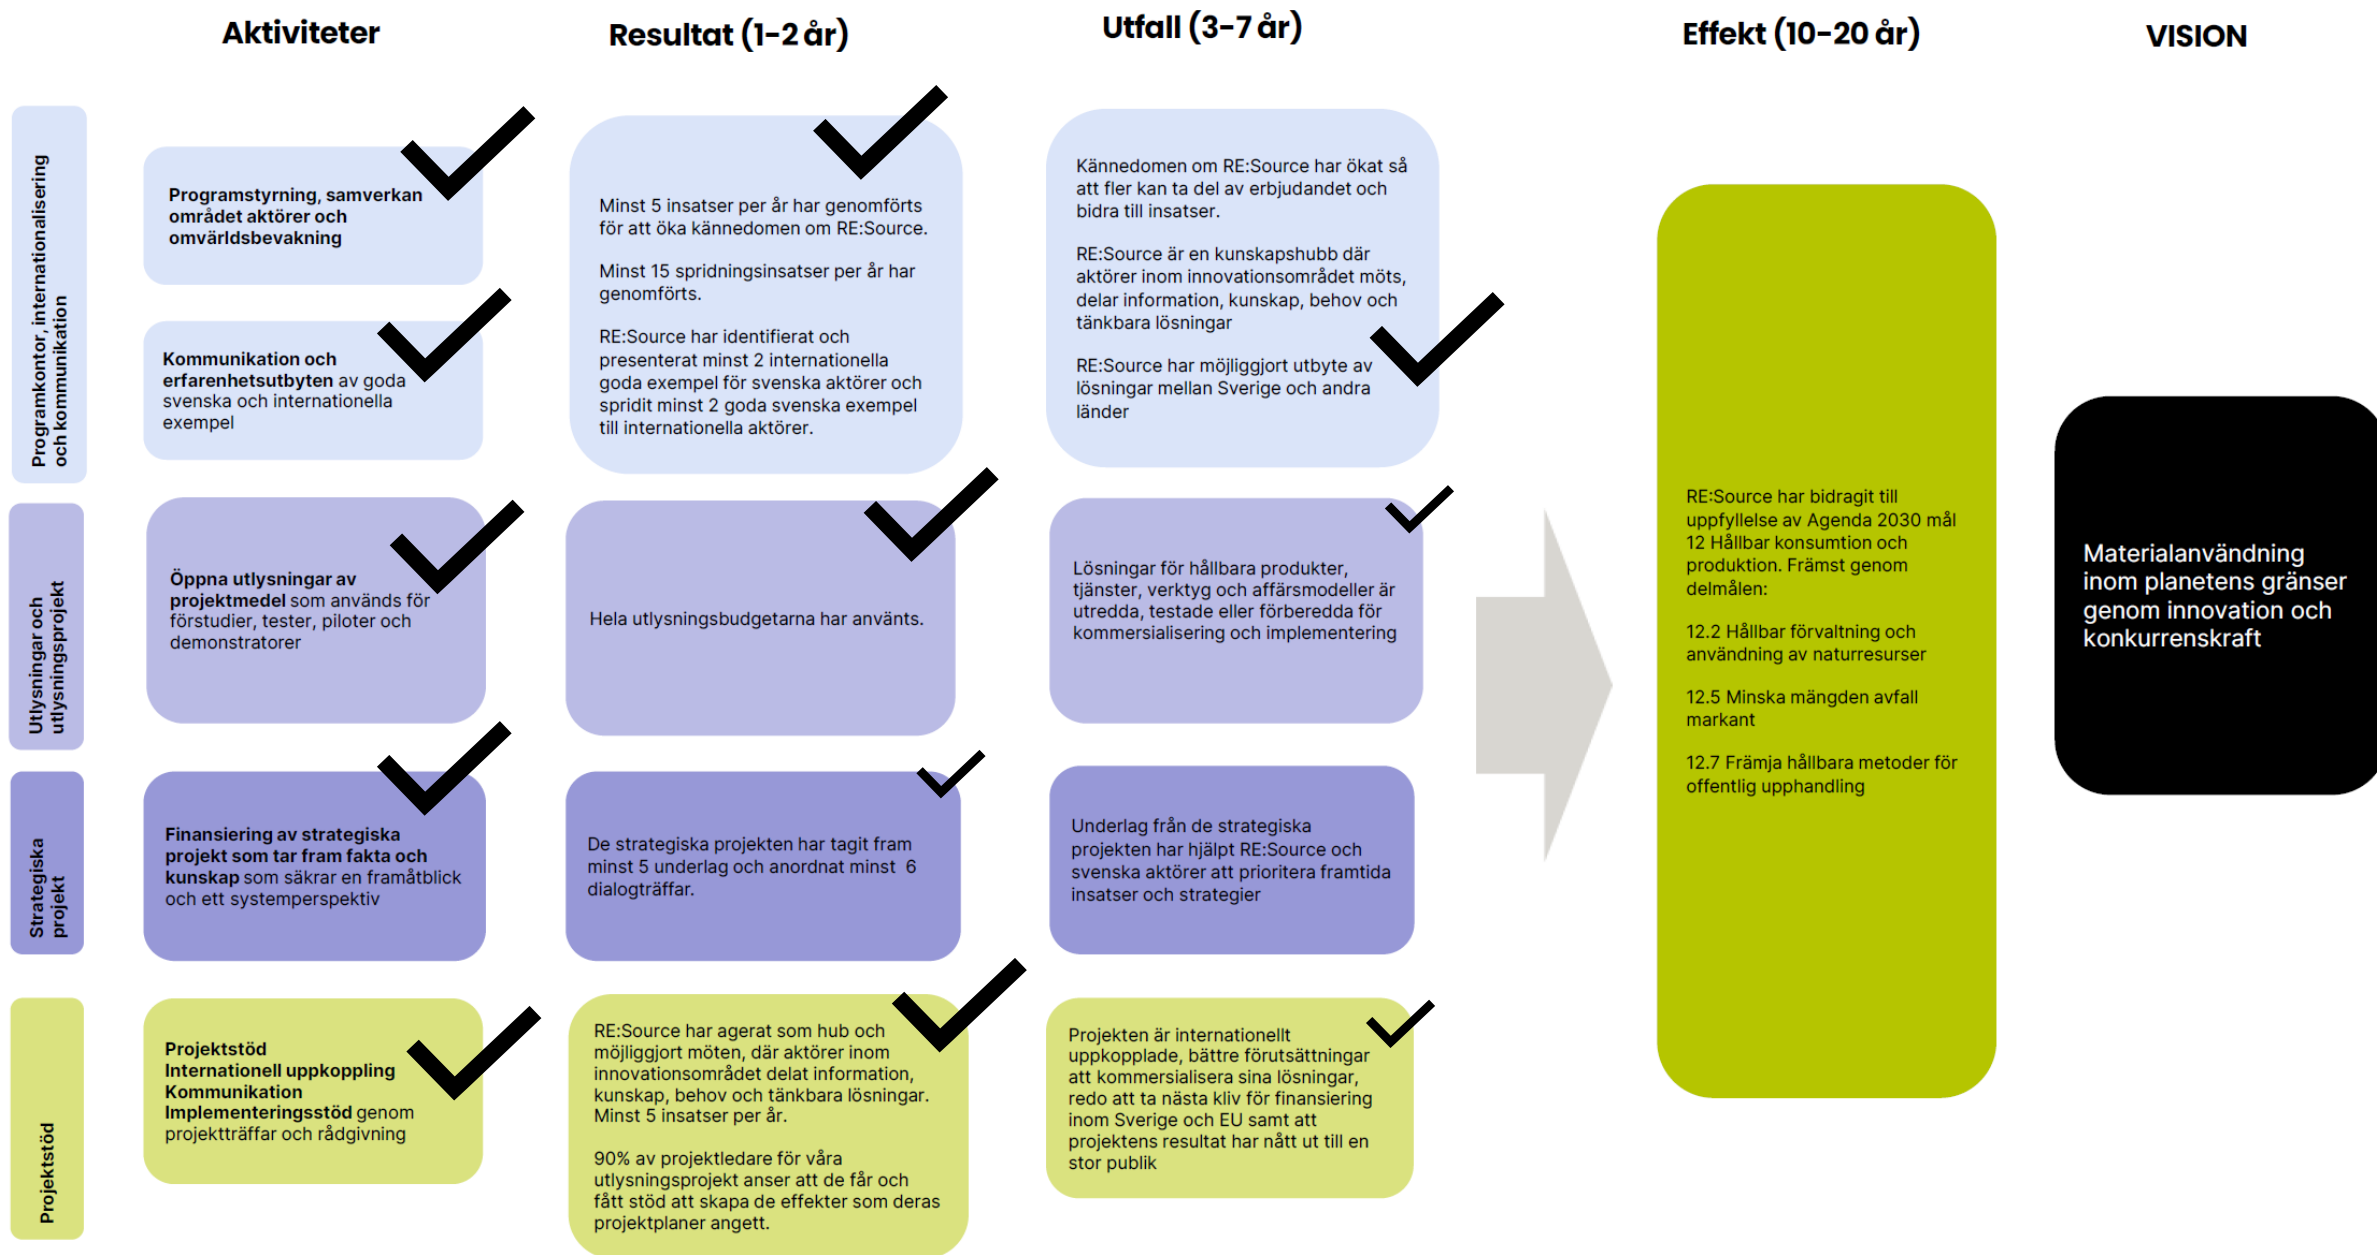 Aktiviteter
Resultat (1-2 år)
Utfall (3-7 år)
Effekt (10-20 år)
VISION
Programkontor, internationalisering
och kommunikation
Programstyrning, samverkan
området aktörer och
omvärldsbevakning
Kommunikation och
erfarenhetsutbyten av goda
svenska och internationella
exempel
Minst 5 insatser per år har genomförts
för att öka kännedomen om RE:Source.
Minst 15 spridningsinsatser per år har
genomförts.
RE:Source har identifierat och
presenterat minst 2 internationella
goda exempel för svenska aktörer och
spridit minst 2 goda svenska exempel
till internationella aktörer.
Kännedomen om RE:Source har ökat så
att fler kan ta del av erbjudandet och
bidra till insatser.
RE:Source är en kunskapshubb där
aktörer inom innovationsområdet möts,
delar information, kunskap, behov och
tänkbara lösningar
RE:Source har möjliggjort utbyte av
lösningar mellan Sverige och andra
länder
Utlysningar och
utlysningsprojekt
Öppna utlysningar av
projektmedel som används för
förstudier, tester, piloter och
demonstratorer
Hela utlysningsbudgetarna har använts.
Lösningar för hållbara produkter,
tjänster, verktyg och affärsmodeller är
utredda, testade eller förberedda för
kommersialisering och implementering
Strategiska
projekt
Finansiering av strategiska
projekt som tar fram fakta och
kunskap som säkrar en framåtblick
och ett systemperspektiv
De strategiska projekten har tagit fram
minst 5 underlag och anordnat minst  6
dialogträffar.
Underlag från de strategiska
projekten har hjälpt RE:Source och
svenska aktörer att prioritera framtida
insatser och strategier
Projektstöd
Projektstöd
Internationell uppkoppling
Kommunikation
Implementeringsstöd genom
projektträffar och rådgivning
RE:Source har agerat som hub och
möjliggjort möten, där aktörer inom
innovationsområdet delat information,
kunskap, behov och tänkbara lösningar.
Minst 5 insatser per år.
90% av projektledare för våra
utlysningsprojekt anser att de får och
fått stöd att skapa de effekter som deras
projektplaner angett.
Projekten är internationellt
uppkopplade, bättre förutsättningar
att kommersialisera sina lösningar,
redo att ta nästa kliv för finansiering
inom Sverige och EU samt att
projektens resultat har nått ut till en
stor publik
RE:Source har bidragit till
uppfyllelse av Agenda 2030 mål
12 Hållbar konsumtion och
produktion. Främst genom
delmålen:
12.2 Hållbar förvaltning och
användning av naturresurser
12.5 Minska mängden avfall
markant
12.7 Främja hållbara metoder för
offentlig upphandling
Materialanvändning
inom planetens gränser
genom innovation och
konkurrenskraft